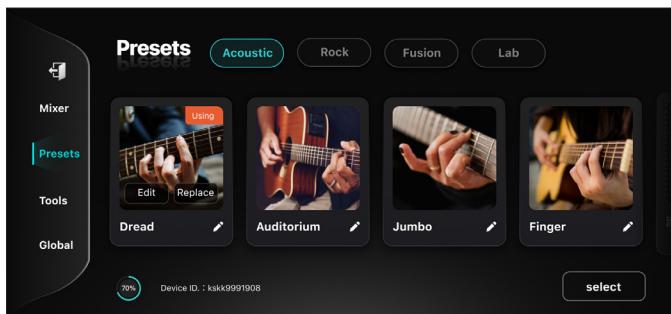 Presets
Acoustic
Rock
Fusion
Lab
Mixer
Presets
Tools
Global
Using
Edit
Replace
Dread
Auditorium
Jumbo
Finger
70%
Device ID. : kskk9991908
select